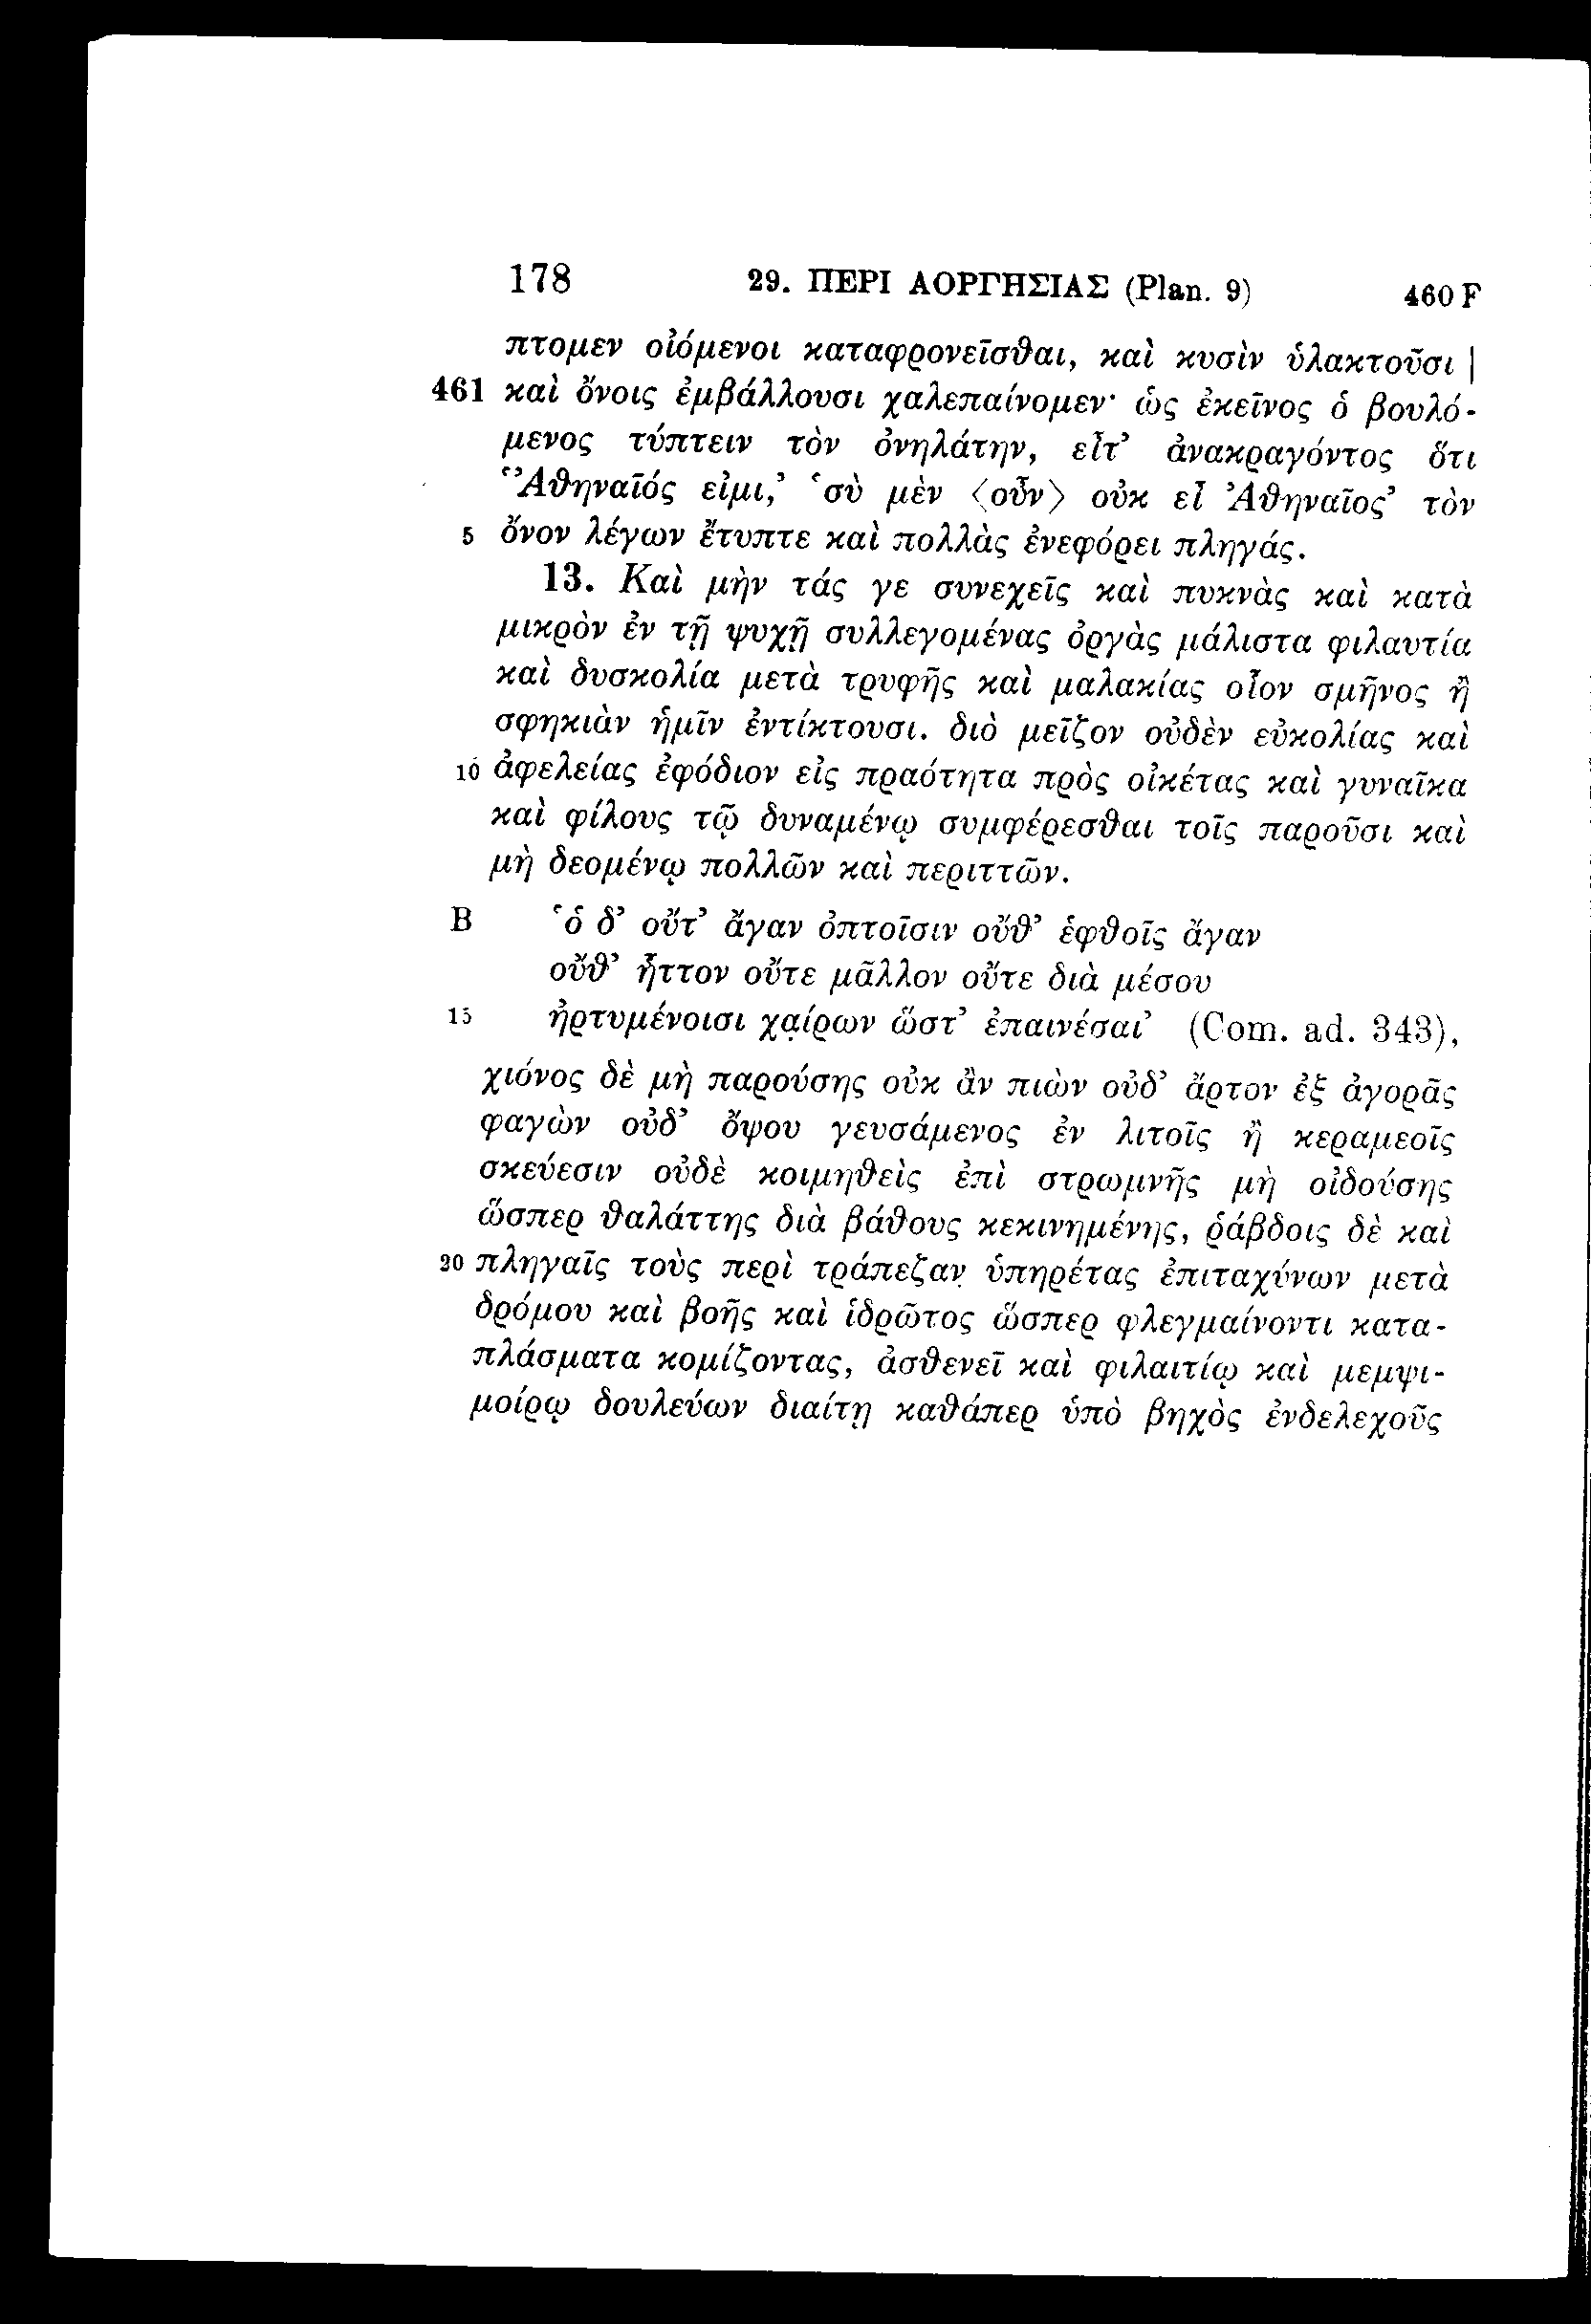 178 29. ΠΕΡΙ ΑΟΡΓΗΣΙΑΣ (Plan. 9) 460 F
πτομεν οἰόμενοι καταφρονεῖσθαι, καὶ κυσὶν ὑλακτοῦσι |
461 καὶ ὄνοις ἐμβάλλουσι χαλεπαίνομεν· ὡς ἐκεῖνος ὁ βουλό-
μενος τύπτειν τὸν ὀνηλάτην, εἶτ’ ἀνακραγόντος ὅτι
‘Ἀθηναῖός εἰμι,’ ‘σὺ μὲν ⟨οὖν⟩ οὐκ εἶ Ἀθηναῖος’ τὸν
5 ὄνον λέγων ἔτυπτε καὶ πολλὰς ἐνεφόρει πληγάς.
13. Καὶ μὴν τάς γε συνεχεῖς καὶ πυκνὰς καὶ κατὰ
μικρὸν ἐν τῇ ψυχῇ συλλεγομένας ὀργὰς μάλιστα φιλαυτία
καὶ δυσκολία μετὰ τρυφῆς καὶ μαλακίας οἷον σμῆνος ἢ
σφηκιὰν ἡμῖν ἐντίκτουσι. διὸ μεῖζον οὐδὲν εὐκολίας καὶ
10 ἀφελείας ἐφόδιον εἰς πραότητα πρὸς οἰκέτας καὶ γυναῖκα
καὶ φίλους τῷ δυναμένῳ συμφέρεσθαι τοῖς παροῦσι καὶ
μὴ δεομένῳ πολλῶν καὶ περιττῶν.
B ‘ὁ δ’ οὔτ’ ἄγαν ὀπτοῖσιν οὔθ’ ἑφθοῖς ἄγαν
οὔθ’ ἧττον οὔτε μᾶλλον οὔτε διὰ μέσου
15 ἠρτυμένοισι χαίρων ὥστ’ ἐπαινέσαι’ (Com. ad. 343),
χιόνος δὲ μὴ παρούσης οὐκ ἂν πιὼν οὐδ’ ἄρτον ἐξ ἀγορᾶς
φαγὼν οὐδ’ ὄψου γευσάμενος ἐν λιτοῖς ἢ κεραμεοῖς
σκεύεσιν οὐδὲ κοιμηθεὶς ἐπὶ στρωμνῆς μὴ οἰδούσης
ὥσπερ θαλάττης διὰ βάθους κεκινημένης, ῥάβδοις δὲ καὶ
20 πληγαῖς τοὺς περὶ τράπεζαν ὑπηρέτας ἐπιταχύνων μετὰ
δρόμου καὶ βοῆς καὶ ἱδρῶτος ὥσπερ φλεγμαίνοντι κατα-
πλάσματα κομίζοντας, ἀσθενεῖ καὶ φιλαιτίῳ καὶ μεμψι-
μοίρῳ δουλεύων διαίτῃ καθάπερ ὑπὸ βηχὸς ἐνδελεχοῦς